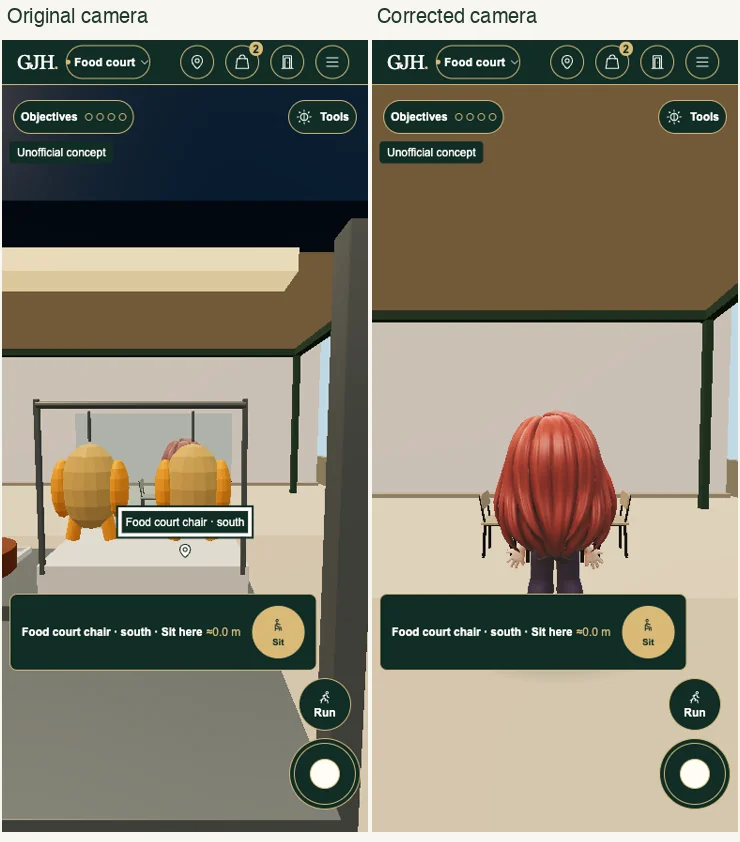 Original camera
Corrected camera
GJH.
Food court
2
Objectives
Tools
Unofficial concept
Food court chair · south
Food court chair · south · Sit here ≈0.0 m
Sit
Run
GJH.
Food court
2
Objectives
Tools
Unofficial concept
Food court chair · south · Sit here ≈0.0 m
Sit
Run